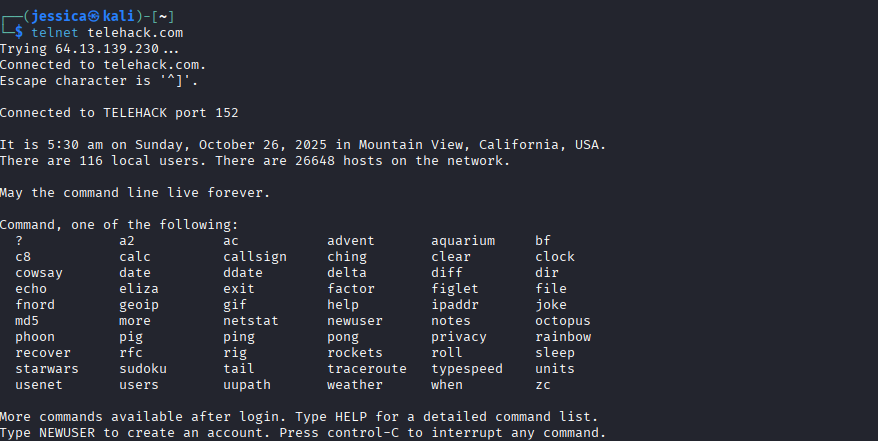 ┌──(jessica㉿kali)-[~]
└─$ telnet telehack.com
Trying 64.13.139.230...
Connected to telehack.com.
Escape character is '^]'.

Connected to TELEHACK port 152

It is 5:30 am on Sunday, October 26, 2025 in Mountain View, California, USA.
There are 116 local users. There are 26648 hosts on the network.

May the command line live forever.

Command, one of the following:
  ?            a2           ac           advent       aquarium     bf
  c8           calc         callsign     ching        clear        clock
  cowsay       date         ddate        delta        diff         dir
  echo         eliza        exit         factor       figlet       file
  fnord        geoip        gif          help         ipaddr       joke
  md5          more         netstat      newuser      notes        octopus
  phoon        pig          ping         pong         privacy      rainbow
  recover      rfc          rig          rockets      roll         sleep
  starwars     sudoku       tail         traceroute   typespeed    units
  usenet       users        uupath       weather      when         zc

More commands available after login. Type HELP for a detailed command list.
Type NEWUSER to create an account. Press control-C to interrupt any command.